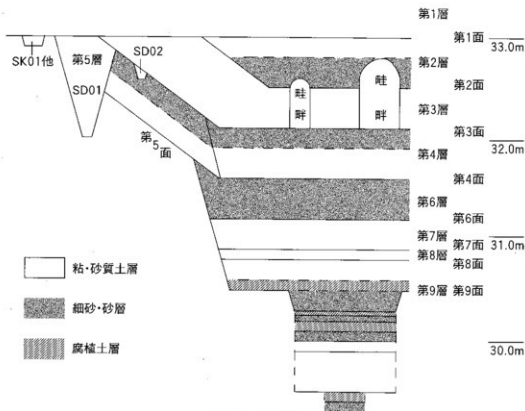 第1層
第1面
33.0m
SK01他
第5層
SD02
第2層
SD01
畦畔
畦畔
第2面
第3層
第3面
32.0m
第5面
第4層
第4面
第6層
第6面
第7層
31.0m
第7面
第8層
第8面
粘・砂質土層
第9層 第9面
細砂・砂層
30.0m
腐植土層